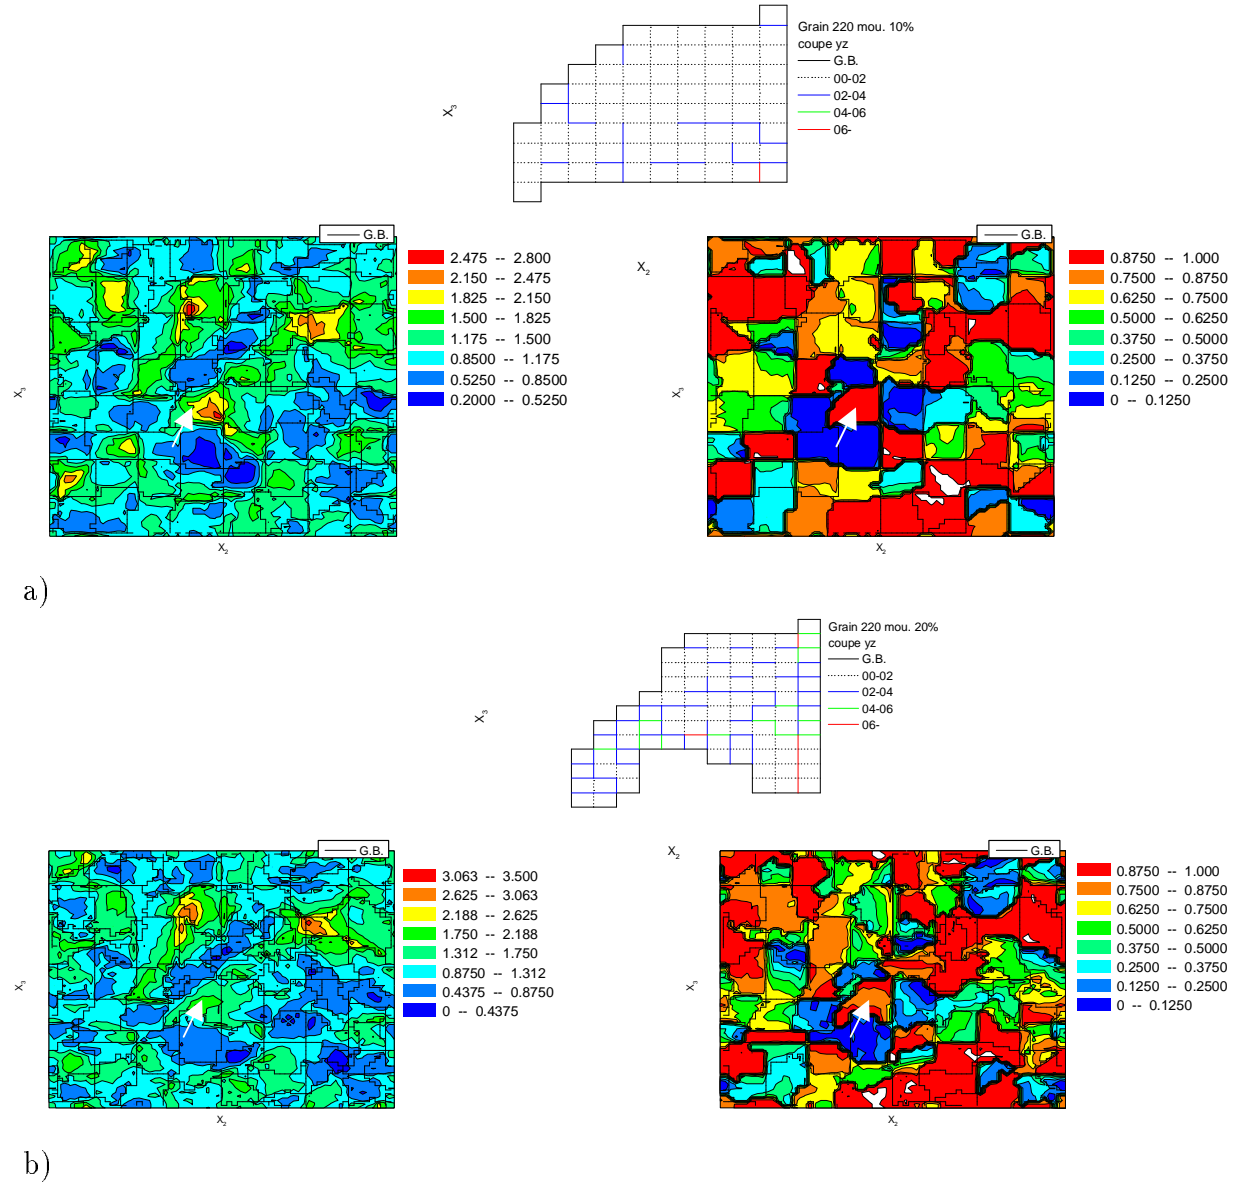 Grain 220 mou. 10%
coupe yz
G.B.
00-02
02-04
04-06
06-
X3
G.B.
2.475 -- 2.800
2.150 -- 2.475
1.825 -- 2.150
1.500 -- 1.825
1.175 -- 1.500
0.8500 -- 1.175
0.5250 -- 0.8500
0.2000 -- 0.5250
X3
X2
X2
G.B.
0.8750 -- 1.000
0.7500 -- 0.8750
0.6250 -- 0.7500
0.5000 -- 0.6250
0.3750 -- 0.5000
0.2500 -- 0.3750
0.1250 -- 0.2500
0 -- 0.1250
X3
X2
a)
Grain 220 mou. 20%
coupe yz
G.B.
00-02
02-04
04-06
06-
X3
G.B.
3.063 -- 3.500
2.625 -- 3.063
2.188 -- 2.625
1.750 -- 2.188
1.312 -- 1.750
0.8750 -- 1.312
0.4375 -- 0.8750
0 -- 0.4375
X3
X2
X2
G.B.
0.8750 -- 1.000
0.7500 -- 0.8750
0.6250 -- 0.7500
0.5000 -- 0.6250
0.3750 -- 0.5000
0.2500 -- 0.3750
0.1250 -- 0.2500
0 -- 0.1250
X3
X2
b)